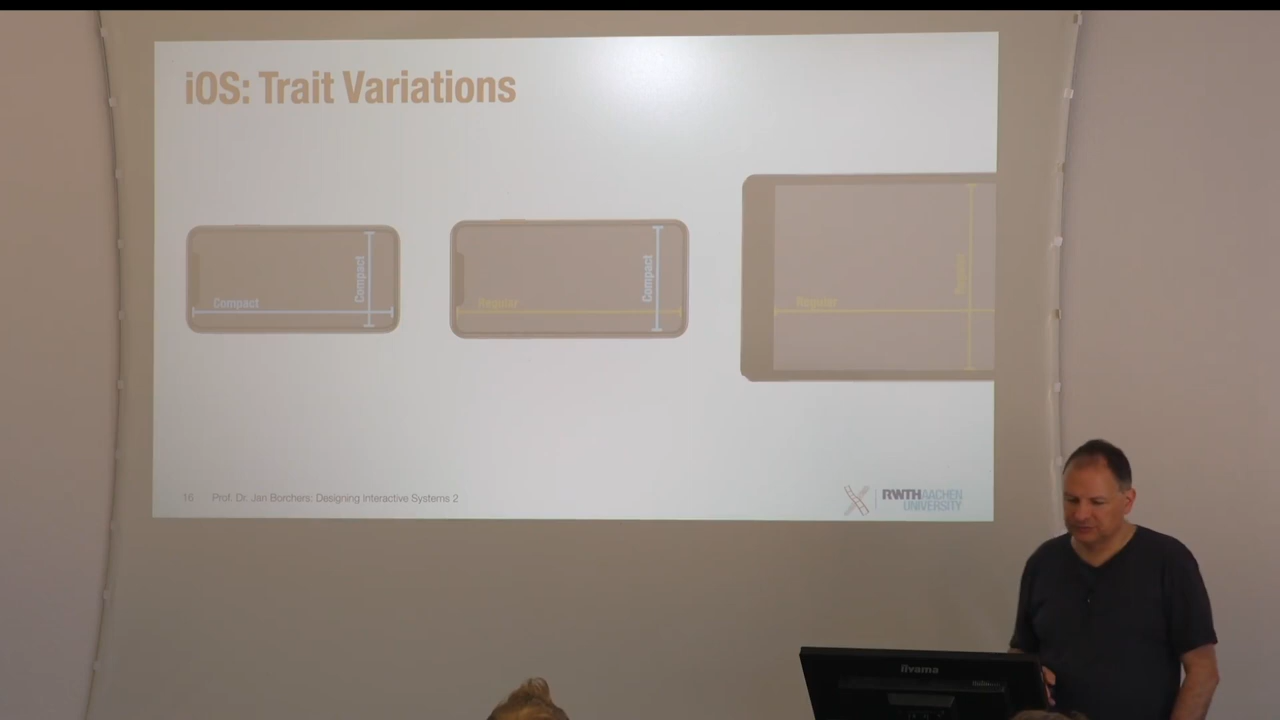 iOS: Trait Variations
Compact
Compact
Regular
Compact
Regular
Regular
16 Prof. Dr. Jan Borchers: Designing Interactive Systems 2
RWTH AACHEN
UNIVERSITY
iiyama